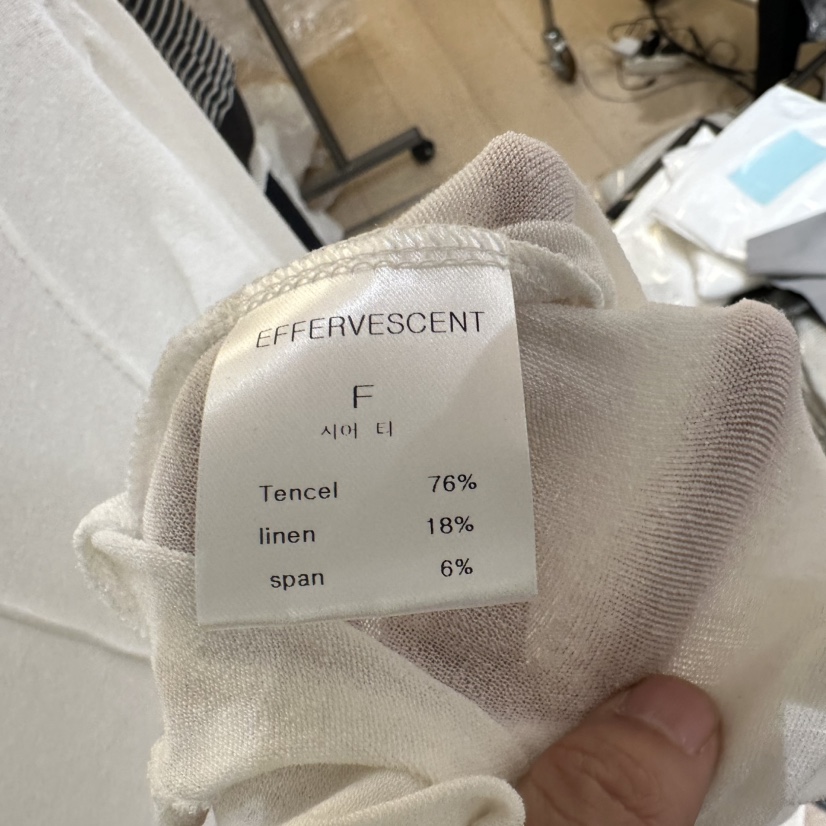 EFFERVESCENT
F
시어 티
Tencel 76%
linen 18%
span 6%